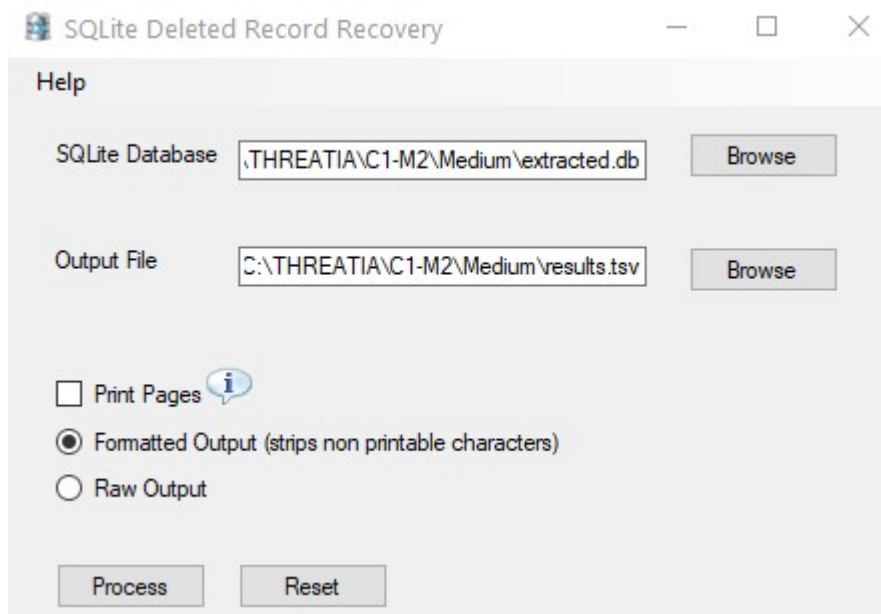 SQLite Deleted Record Recovery
Help
SQLite Database .\THREATIA\C1-M2\Medium\extracted.db Browse
Output File C:\THREATIA\C1-M2\Medium\results.tsv Browse
Print Pages i
Formatted Output (strips non printable characters)
Raw Output
Process Reset